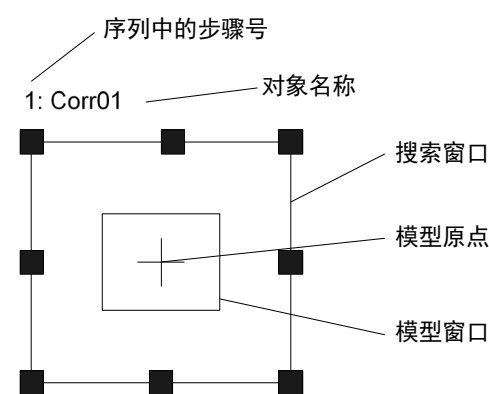 序列中的步骤号
1: Corr01
对象名称
搜索窗口
模型原点
模型窗口